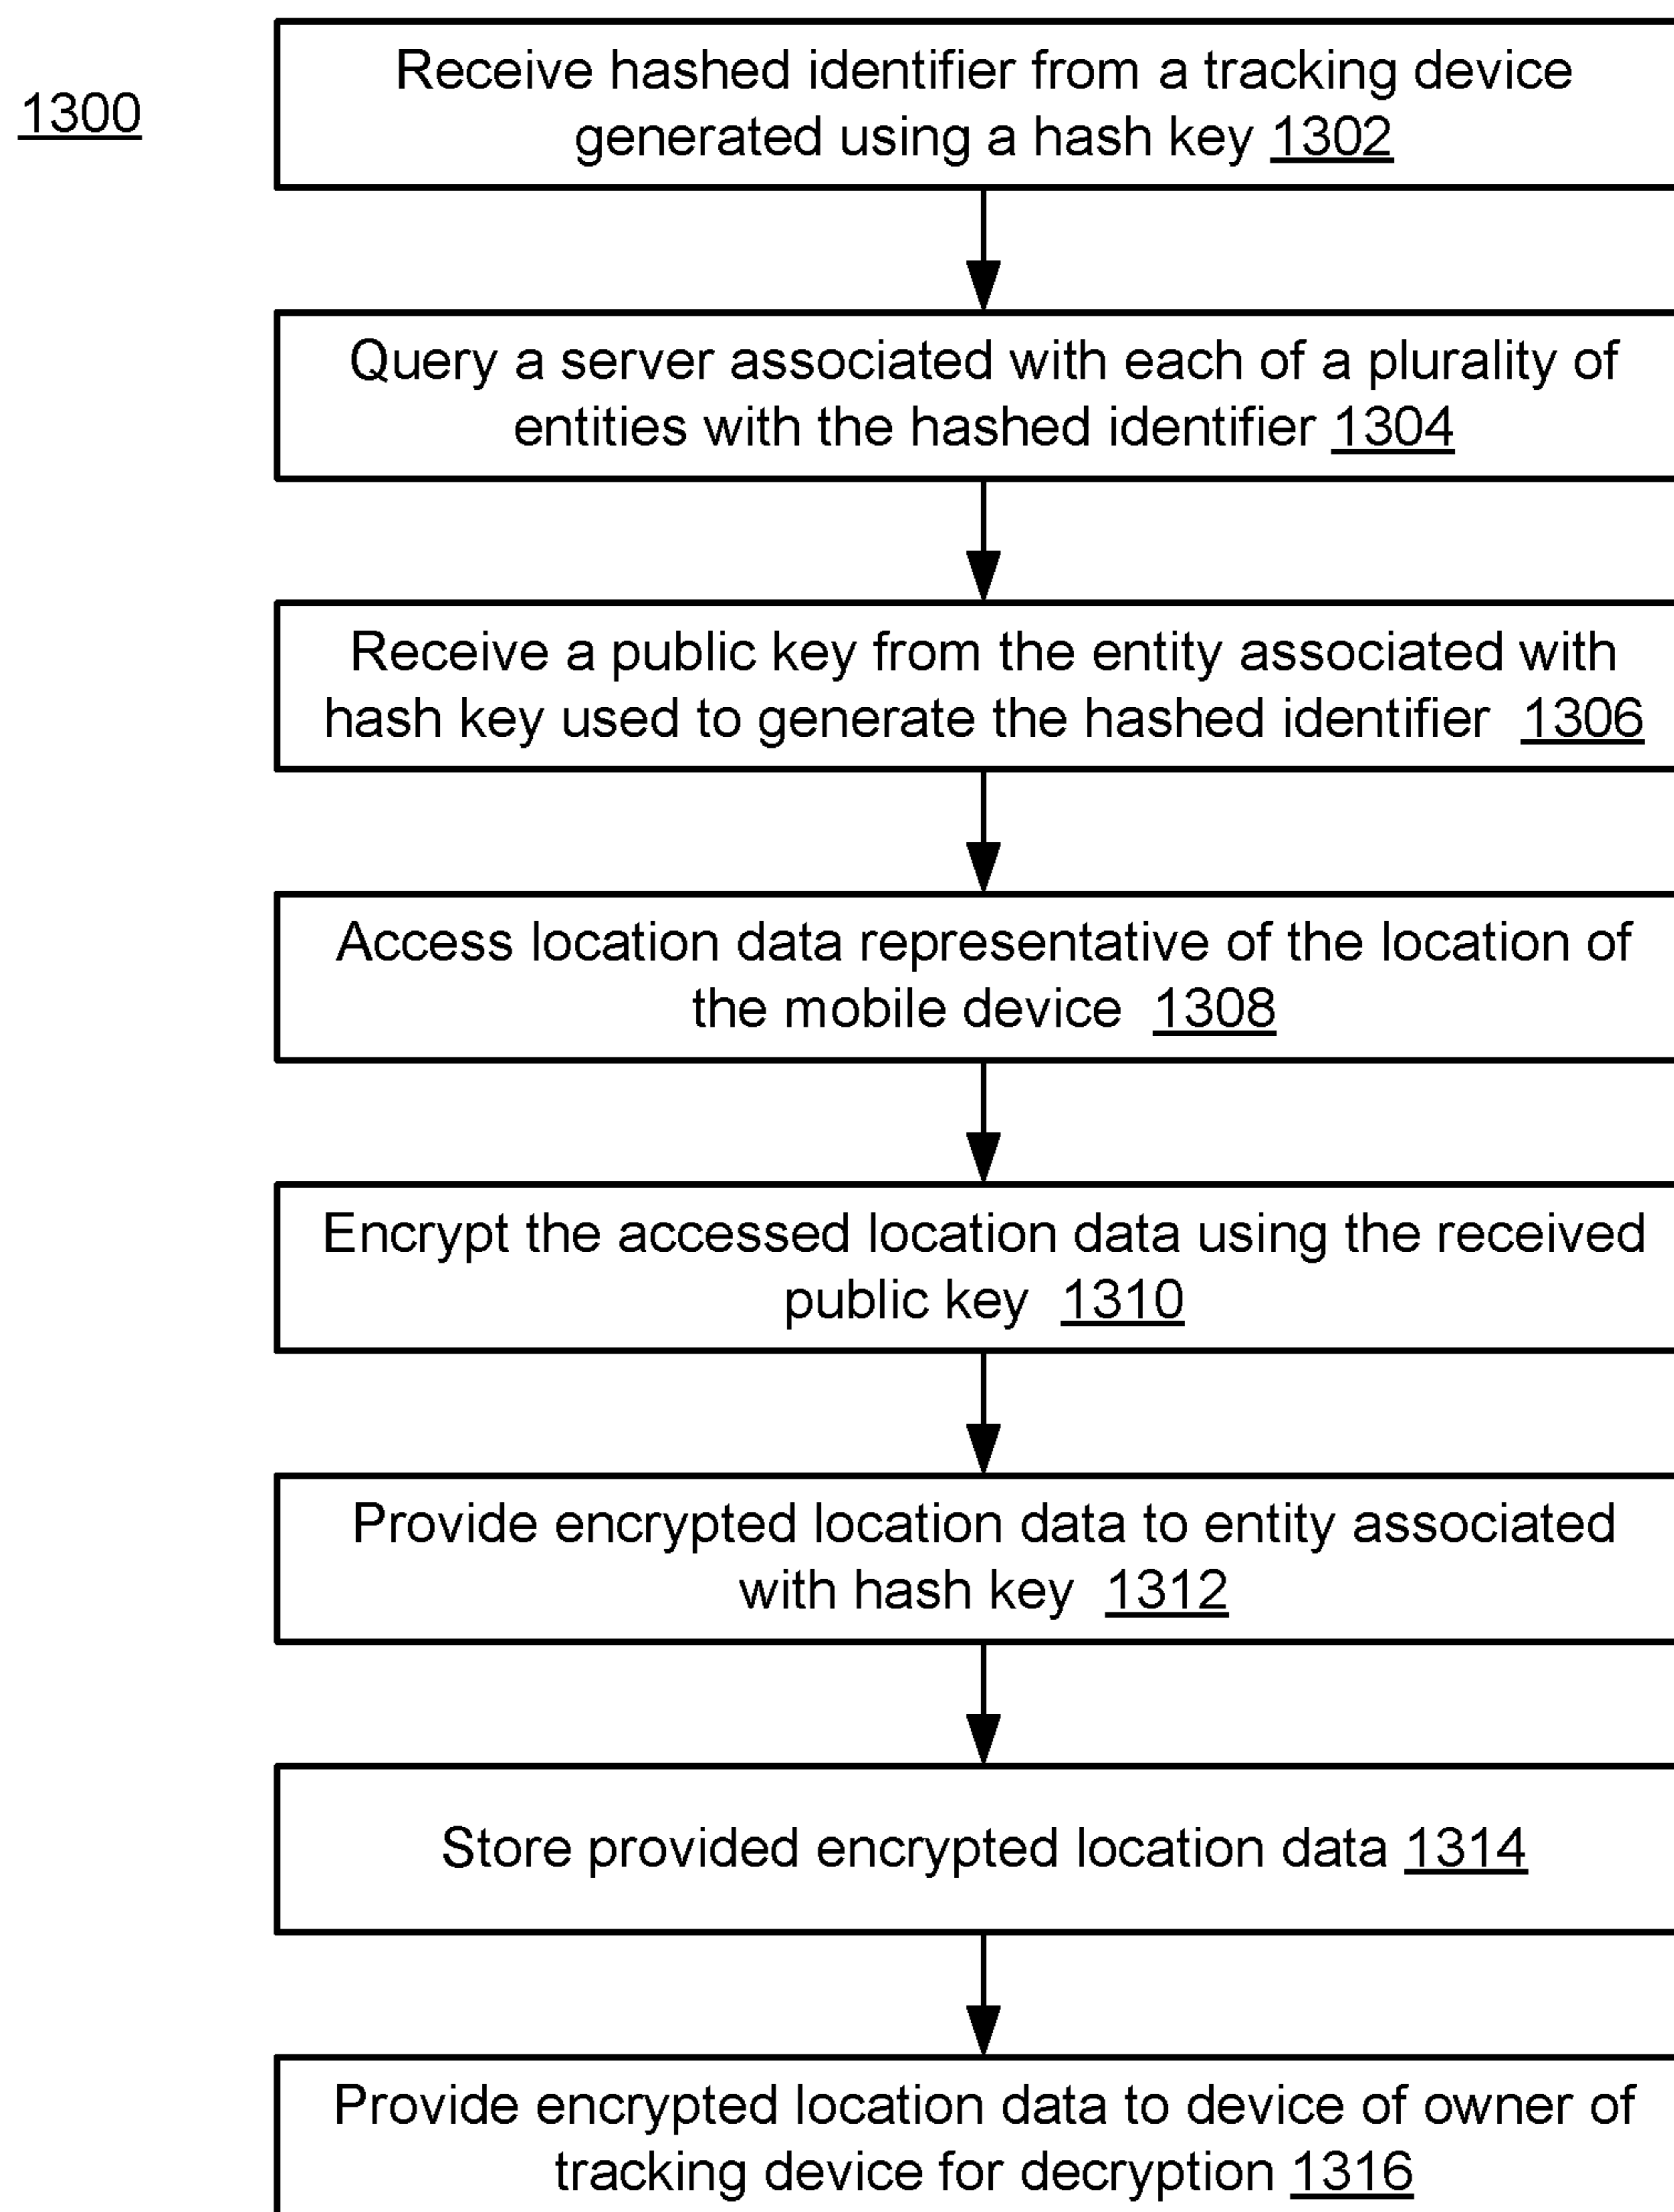 1300
Receive hashed identifier from a tracking device
generated using a hash key 1302
Query a server associated with each of a plurality of
entities with the hashed identifier 1304
Receive a public key from the entity associated with
hash key used to generate the hashed identifier 1306
Access location data representative of the location of
the mobile device 1308
Encrypt the accessed location data using the received
public key 1310
Provide encrypted location data to entity associated
with hash key 1312
Store provided encrypted location data 1314
Provide encrypted location data to device of owner of
tracking device for decryption 1316